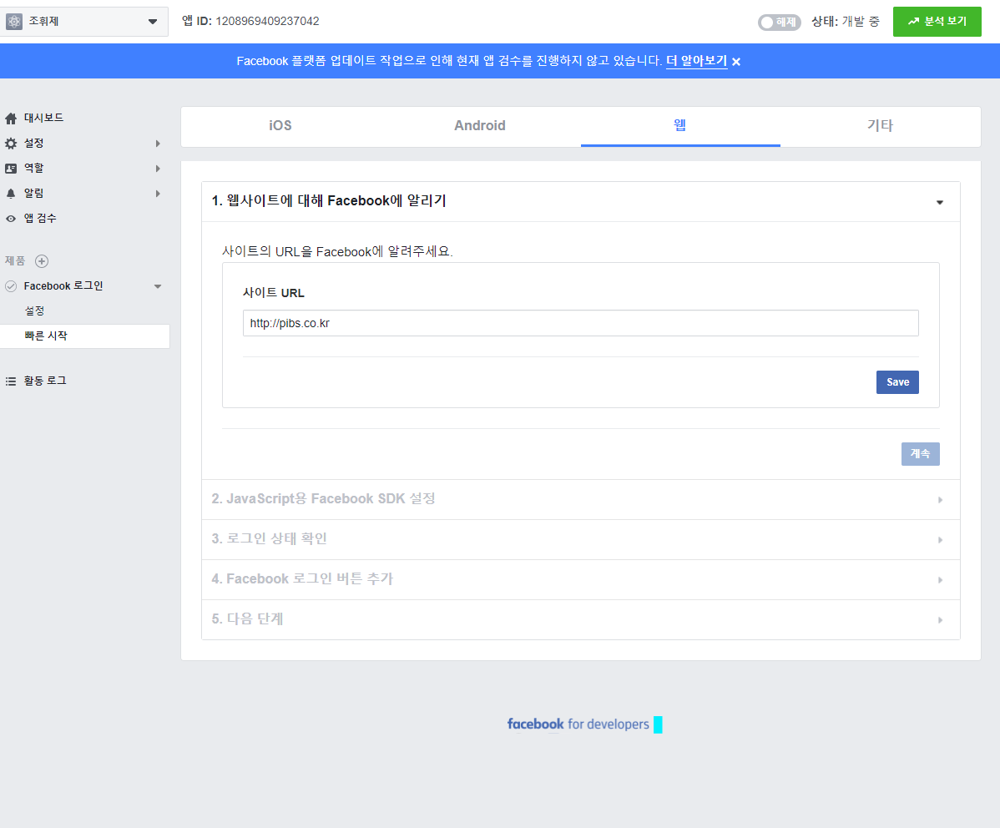 조휘제
앱 ID: 1208969409237042
해제
상태: 개발 중
분석 보기
Facebook 플랫폼 업데이트 작업으로 인해 현재 앱 검수를 진행하지 않고 있습니다. 더 알아보기
대시보드
설정
역할
알림
앱 검수
제품
Facebook 로그인
설정
빠른 시작
활동 로그
iOS Android 웹 기타
1. 웹사이트에 대해 Facebook에 알리기
사이트의 URL을 Facebook에 알려주세요.
사이트 URL
http://pibs.co.kr
Save
계속
2. JavaScript용 Facebook SDK 설정
3. 로그인 상태 확인
4. Facebook 로그인 버튼 추가
5. 다음 단계
facebook for developers